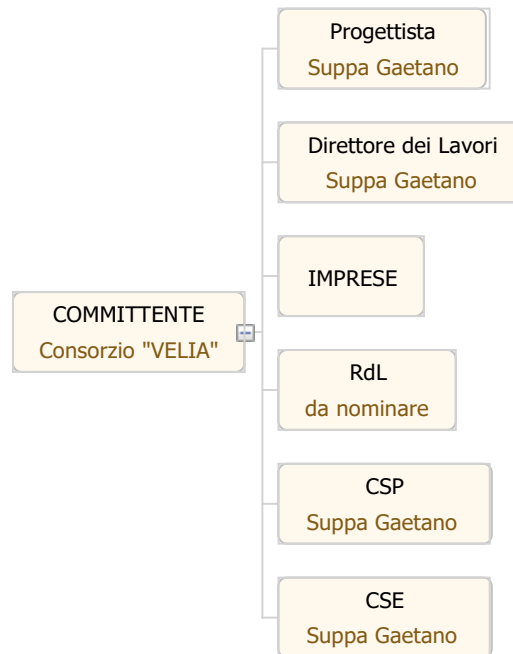 Progettista
Suppa Gaetano
Direttore dei Lavori
Suppa Gaetano
IMPRESE
COMMITTENTE
Consorzio "VELIA"
RdL
da nominare
CSP
Suppa Gaetano
CSE
Suppa Gaetano